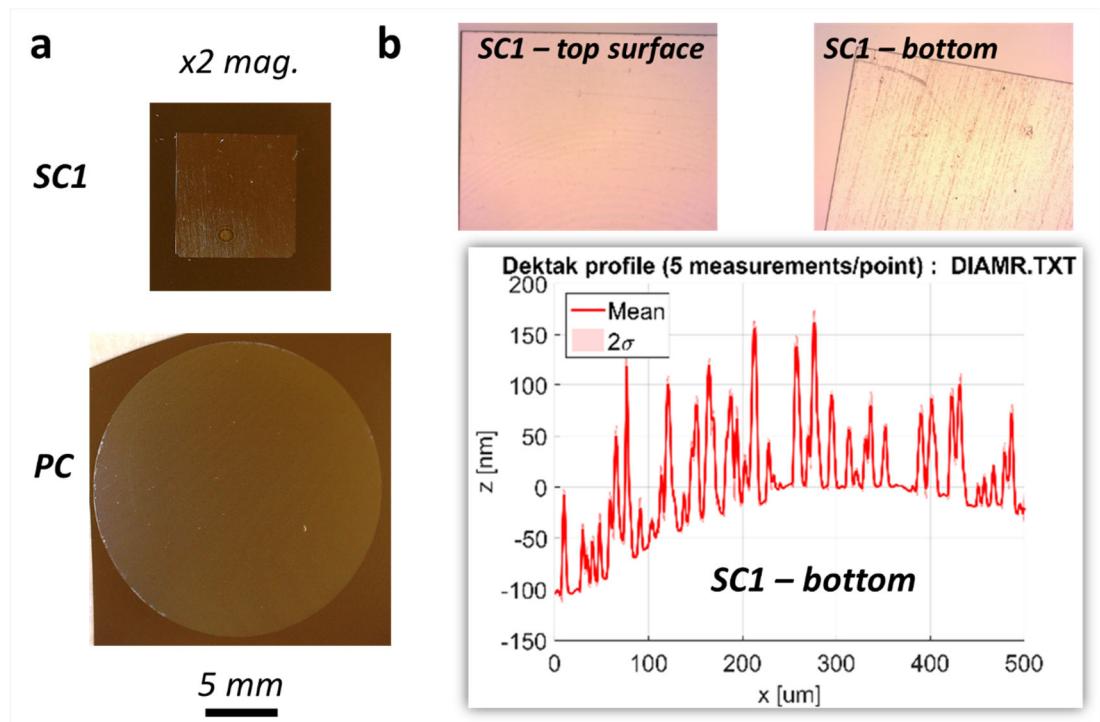 a
x2 mag.
SC1
PC
5 mm
b
SC1 – top surface
SC1 – bottom
Dektak profile (5 measurements/point) : DIAMR.TXT
200
150
100
50
0
-50
-100
-150
z [nm]
Mean
2σ
SC1 – bottom
0 100 200 300 400 500
x [um]